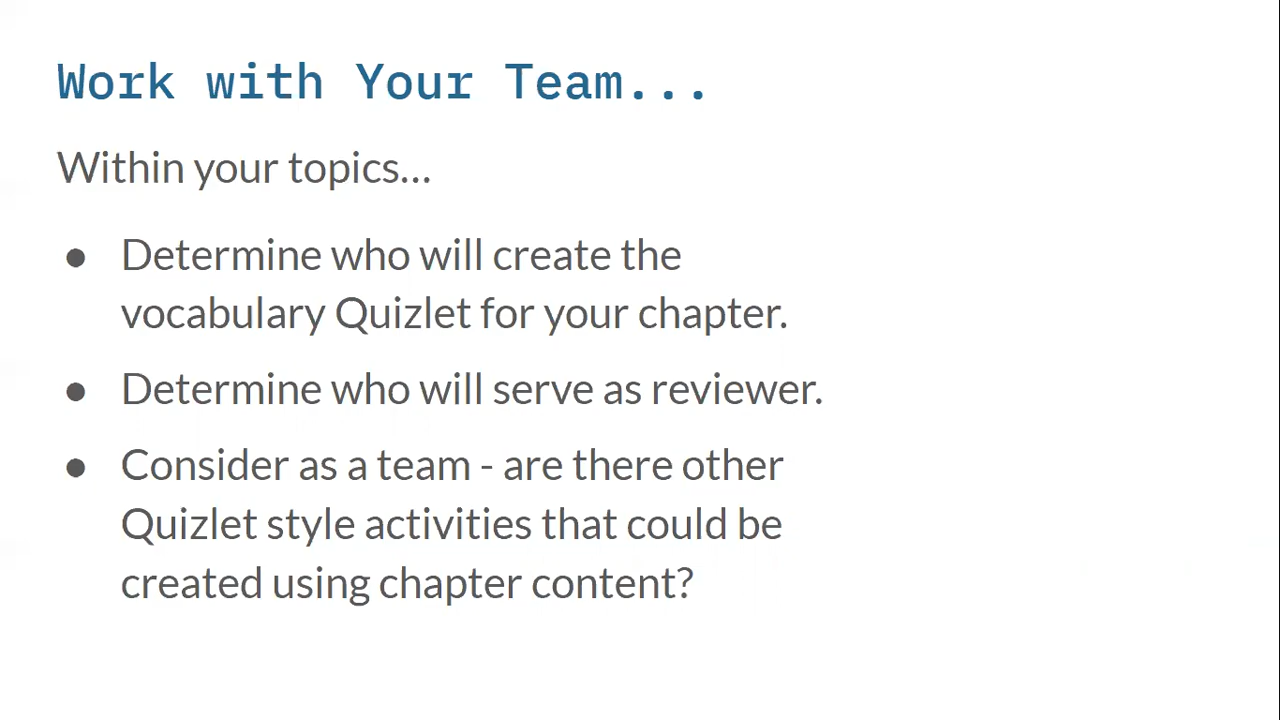 Work with Your Team...
Within your topics...
● Determine who will create the
vocabulary Quizlet for your chapter.
● Determine who will serve as reviewer.
● Consider as a team - are there other
Quizlet style activities that could be
created using chapter content?